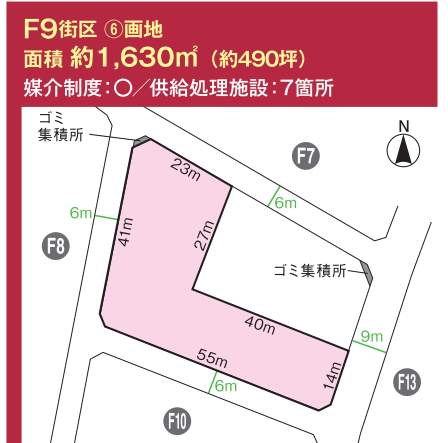 F9街区 ⑥画地
面積 約1,630㎡（約490坪）
媒介制度：〇／供給処理施設：7箇所
ゴミ
集積所
N
F7
23m
6m
6m
41m
27m
F8
ゴミ集積所
40m
9m
55m
14m
6m
F13
F10